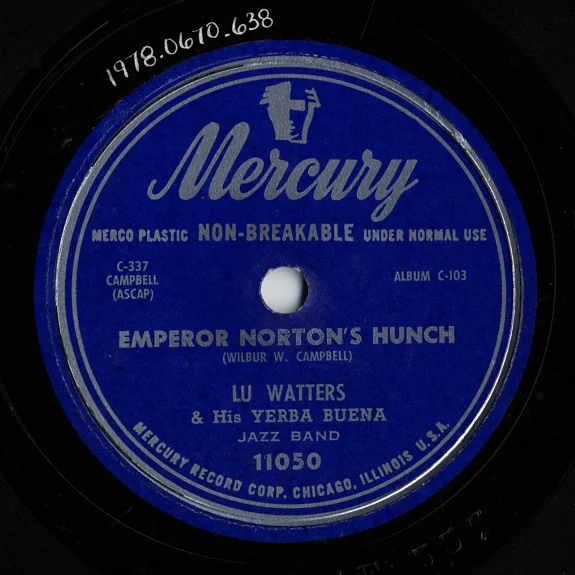 1978.0670.638
Mercury
MERCO PLASTIC NON-BREAKABLE UNDER NORMAL USE
C-337
CAMPBELL
(ASCAP)
ALBUM C-103
EMPEROR NORTON'S HUNCH
(WILBUR W. CAMPBELL)
LU WATTERS
& His YERBA BUENA
JAZZ BAND
11050
MERCURY RECORD CORP. CHICAGO, ILLINOIS U.S.A.